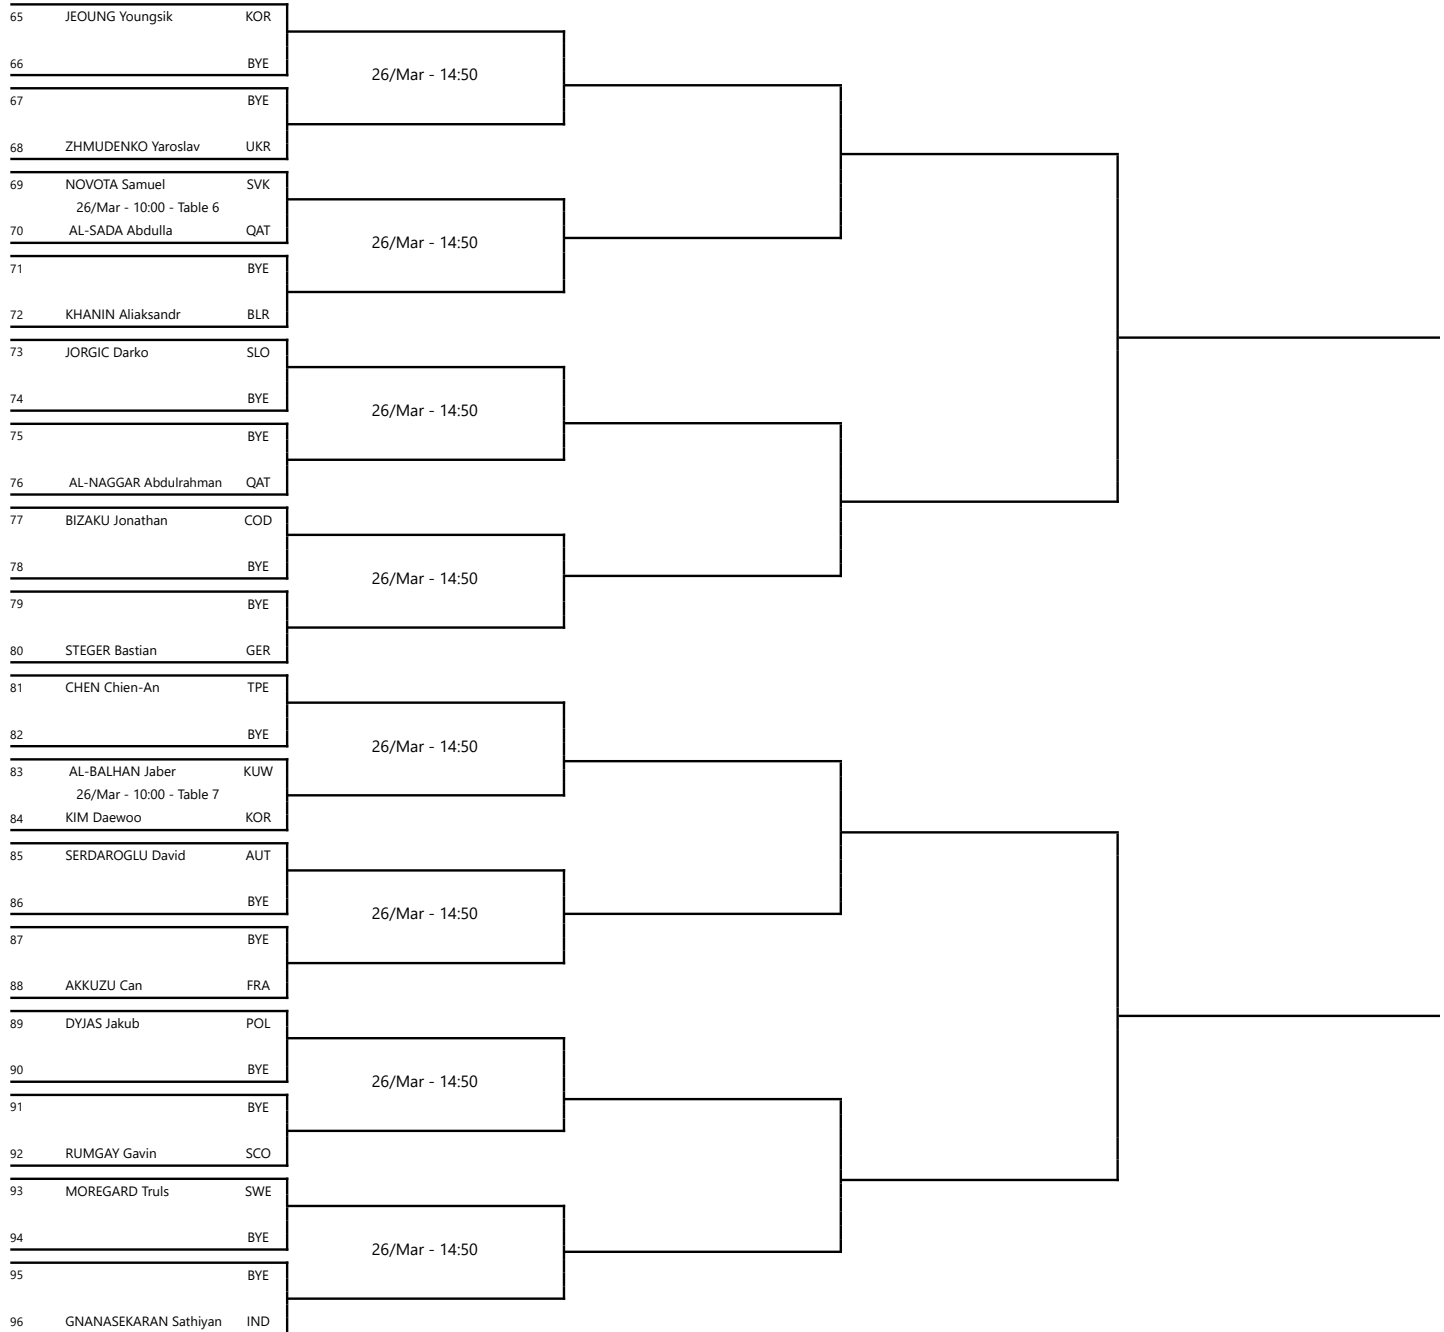 65 JEOUNG Youngsik KOR
66 BYE
26/Mar - 14:50
67 BYE
68 ZHMUDENKO Yaroslav UKR
69 NOVOTA Samuel SVK
26/Mar - 10:00 - Table 6
70 AL-SADA Abdulla QAT
26/Mar - 14:50
71 BYE
72 KHANIN Aliaksandr BLR
73 JORGIC Darko SLO
74 BYE
26/Mar - 14:50
75 BYE
76 AL-NAGGAR Abdulrahman QAT
77 BIZAKU Jonathan COD
78 BYE
26/Mar - 14:50
79 BYE
80 STEGER Bastian GER
81 CHEN Chien-An TPE
82 BYE
26/Mar - 14:50
83 AL-BALHAN Jaber KUW
26/Mar - 10:00 - Table 7
84 KIM Daewoo KOR
85 SERDAROGLU David AUT
86 BYE
26/Mar - 14:50
87 BYE
88 AKKUZU Can FRA
89 DYJAS Jakub POL
90 BYE
26/Mar - 14:50
91 BYE
92 RUMGAY Gavin SCO
93 MOREGARD Truls SWE
94 BYE
26/Mar - 14:50
95 BYE
96 GNANASEKARAN Sathiyan IND